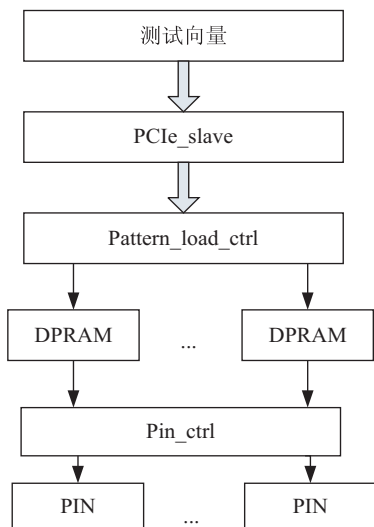 测试向量
PCIe_slave
Pattern_load_ctrl
DPRAM ... DPRAM
Pin_ctrl
PIN ... PIN